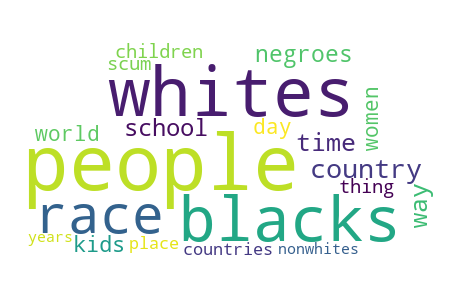 children
negroes
scum
whites
women
school
day
world
time
people
country
thing
way
race
blacks
years
kids
place
countries
nonwhites